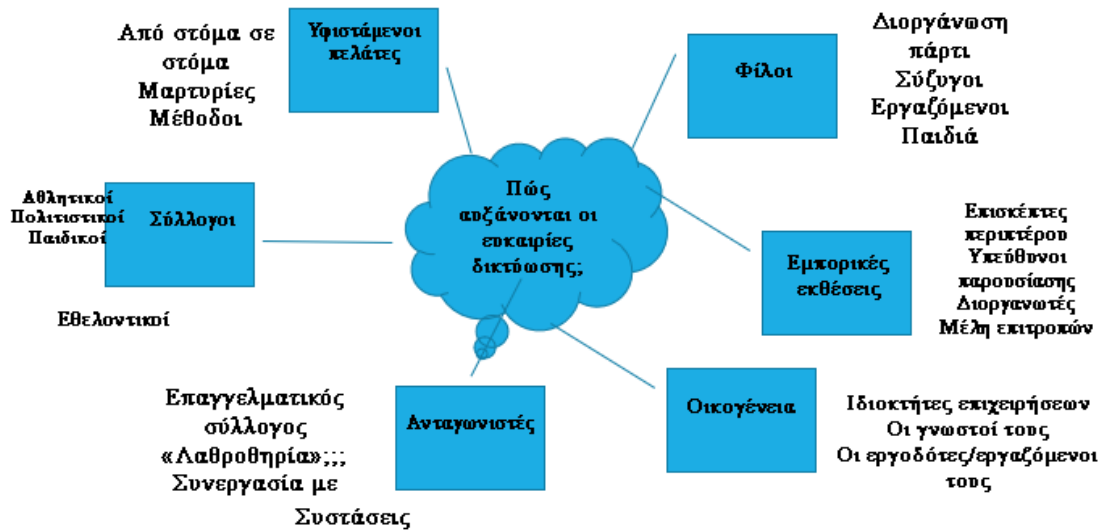 Από στόμα σε
στόμα
Μαρτυρίες
Μέθοδοι
Υφιστάμενοι
πελάτες
Φίλοι
Διοργάνωση
πάρτι
Σύζυγοι
Εργαζόμενοι
Παιδιά
Αθλητικοί
Πολιτιστικοί
Παιδικοί
Σύλλογοι
Εθελοντικοί
Πώς
αυξάνονται οι
ευκαιρίες
δικτύωσης;
Εμπορικές
εκθέσεις
Επισκέπτες
περιπτέρου
Υπεύθυνοι
παρουσίασης
Διοργανωτές
Μέλη επιτροπών
Επαγγελματικός
σύλλογος
«Λαθροθηρία»;;;
Συνεργασία με
Συστάσεις
Ανταγωνιστές
Οικογένεια
Ιδιοκτήτες επιχειρήσεων
Οι γνωστοί τους
Οι εργοδότες/εργαζόμενοι
τους